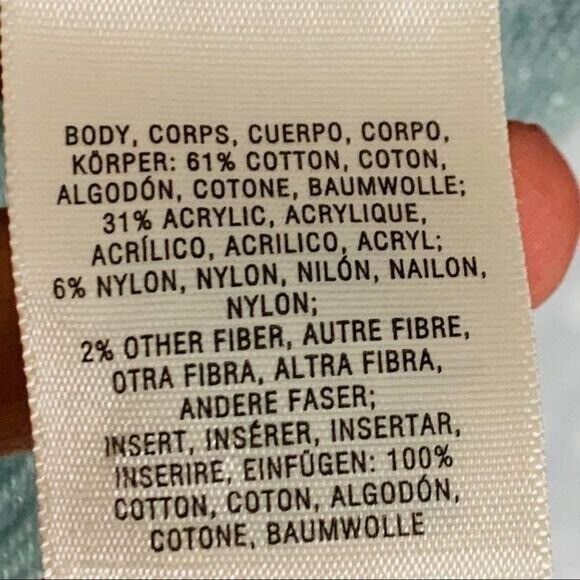 BODY, CORPS, CUERPO, CORPO,
KÖRPER: 61% COTTON, COTON,
ALGODÓN, COTONE, BAUMWOLLE;
31% ACRYLIC, ACRYLIQUE,
ACRÍLICO, ACRILICO, ACRYL;
6% NYLON, NYLON, NILÓN, NAILON,
NYLON;
2% OTHER FIBER, AUTRE FIBRE,
OTRA FIBRA, ALTRA FIBRA,
ANDERE FASER;
INSERT, INSÉRER, INSERTAR,
INSERIRE, EINFÜGEN: 100%
COTTON, COTON, ALGODÓN,
COTONE, BAUMWOLLE